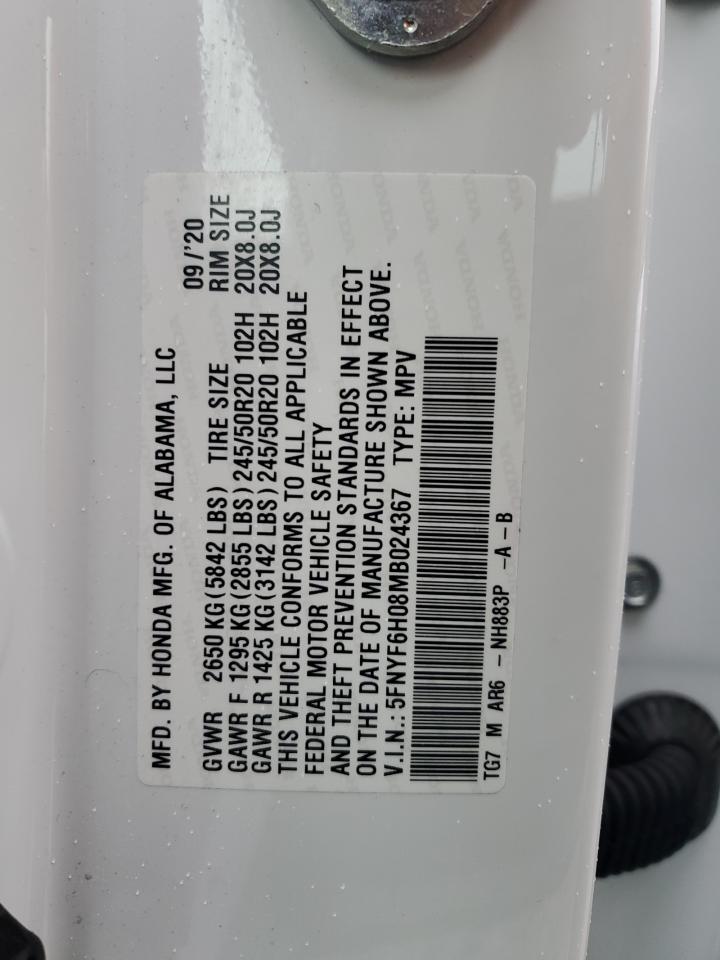 MFD. BY HONDA MFG. OF ALABAMA, LLC 09/'20
GVWR 2650 KG(5842 LBS) TIRE SIZE RIM SIZE
GAWR F 1295 KG(2855 LBS)245/50R20 102H 20X8.0J
GAWR R 1425 KG(3142 LBS)245/50R20 102H 20X8.0J
THIS VEHICLE CONFORMS TO ALL APPLICABLE
FEDERAL MOTOR VEHICLE SAFETY
AND THEFT PREVENTION STANDARDS IN EFFECT
ON THE DATE OF MANUFACTURE SHOWN ABOVE.
V.I.N.: 5FNYF6H08MB024367 TYPE: MPV
TG7 M AR6 - NH883P -A-B